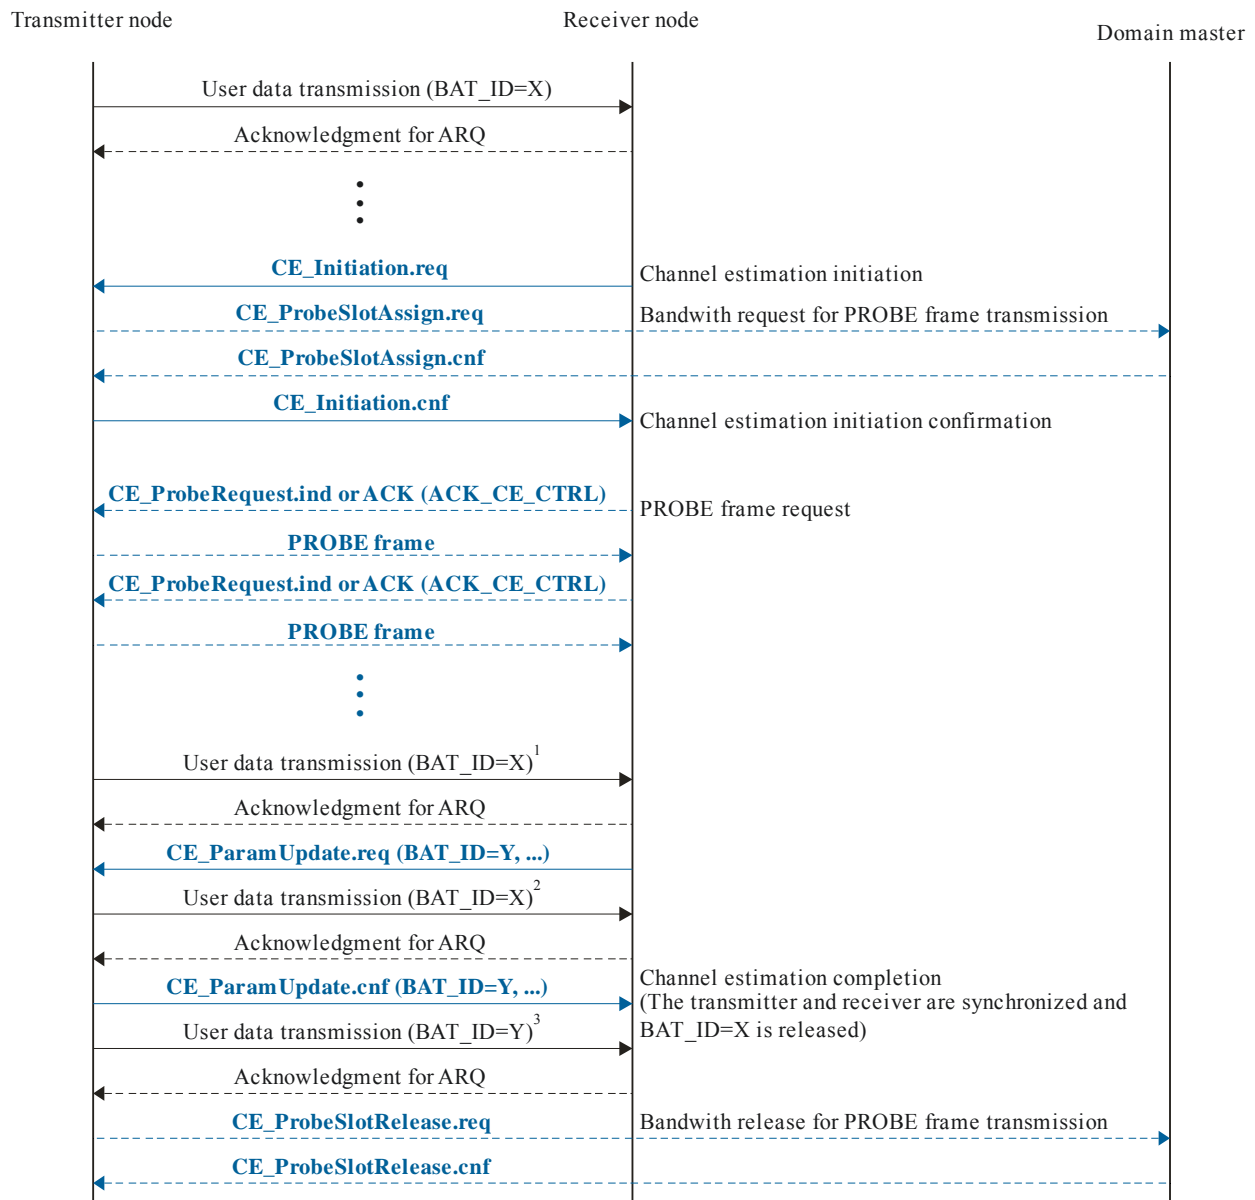 Transmitter node
Receiver node
Domain master
User data transmission (BAT_ID=X)
Acknowledgment for ARQ
CE_Initiation.req
Channel estimation initiation
CE_ProbeSlotAssign.req
Bandwith request for PROBE frame transmission
CE_ProbeSlotAssign.cnf
CE_Initiation.cnf
Channel estimation initiation confirmation
CE_ProbeRequest.ind or ACK (ACK_CE_CTRL)
PROBE frame request
PROBE frame
CE_ProbeRequest.ind or ACK (ACK_CE_CTRL)
PROBE frame
User data transmission (BAT_ID=X)1
Acknowledgment for ARQ
CE_ParamUpdate.req (BAT_ID=Y, ...)
User data transmission (BAT_ID=X)2
Acknowledgment for ARQ
CE_ParamUpdate.cnf (BAT_ID=Y, ...)
Channel estimation completion
(The transmitter and receiver are synchronized and
BAT_ID=X is released)
User data transmission (BAT_ID=Y)3
Acknowledgment for ARQ
CE_ProbeSlotRelease.req
Bandwith release for PROBE frame transmission
CE_ProbeSlotRelease.cnf